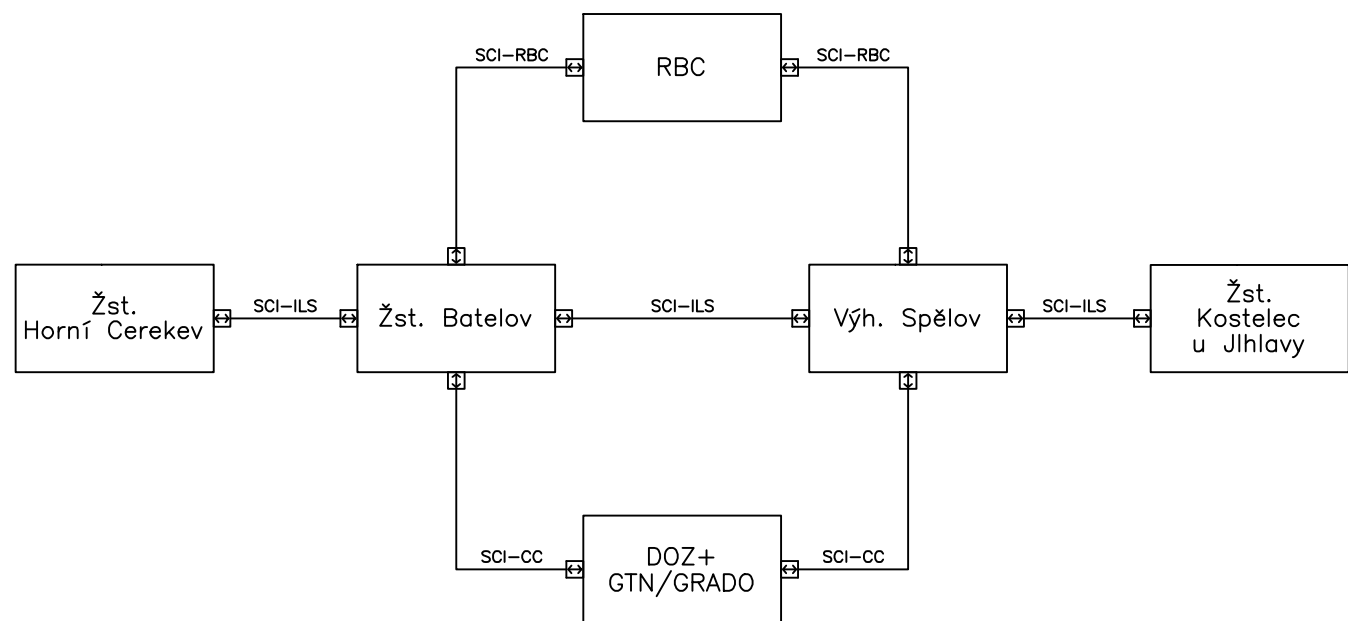 SCI-RBC
RBC
SCI-RBC
Žst.
Horní Cerekev
SCI-ILS
Žst. Batelov
SCI-ILS
Výh. Spělov
SCI-ILS
Žst.
Kostelec
u JIhlavy
SCI-CC
DOZ+
GTN/GRADO
SCI-CC